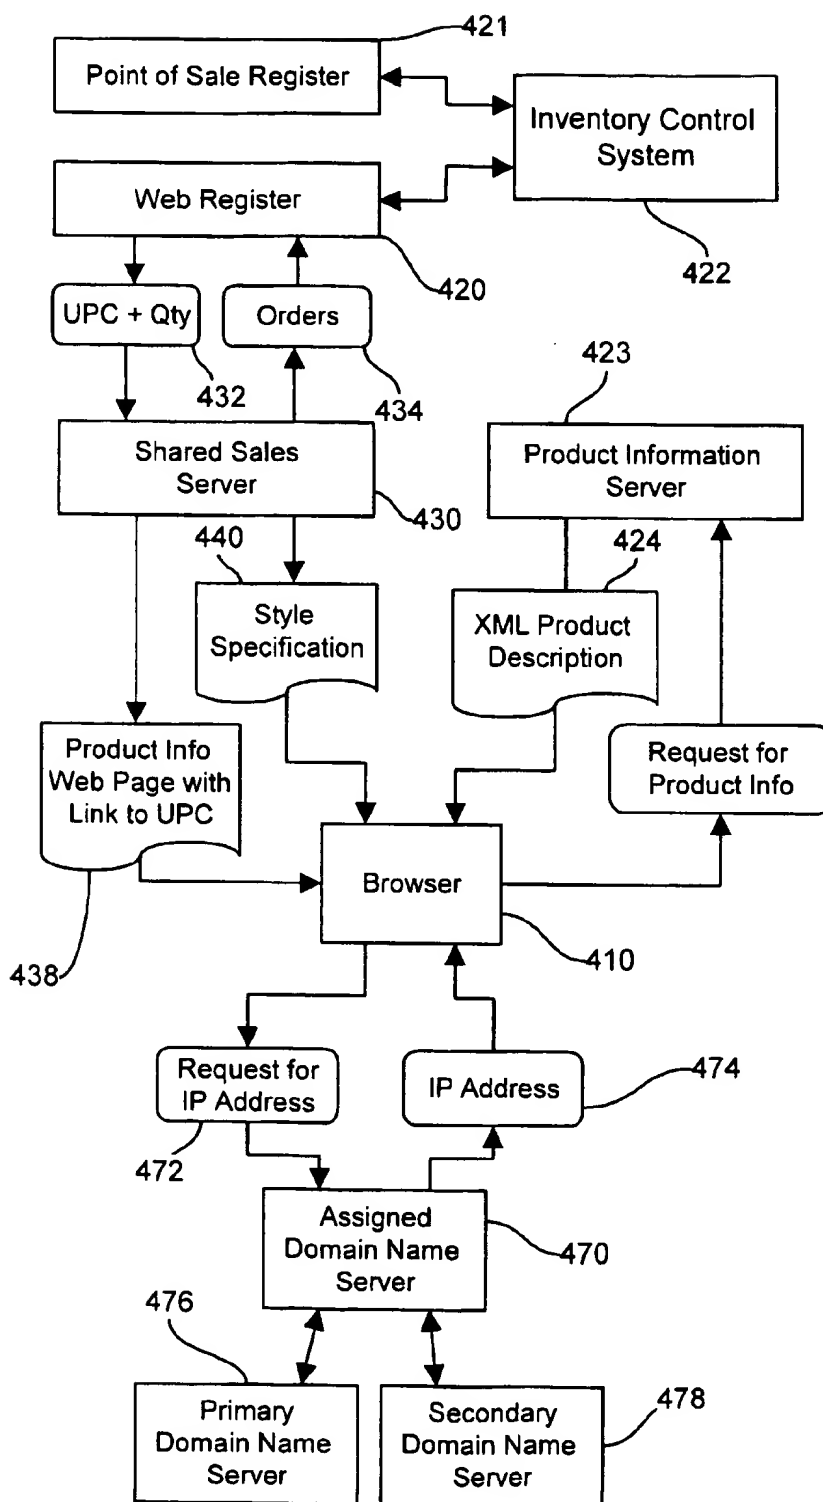 421
Point of Sale Register
Inventory Control
System
Web Register
422
420
UPC + Qty
Orders
432
434
423
Shared Sales
Server
Product Information
Server
430
440
424
Style
Specification
XML Product
Description
Product Info
Web Page with
Link to UPC
Request for
Product Info
Browser
438
410
Request for
IP Address
IP Address
474
472
Assigned
Domain Name
Server
470
476
Primary
Domain Name
Server
Secondary
Domain Name
Server
478